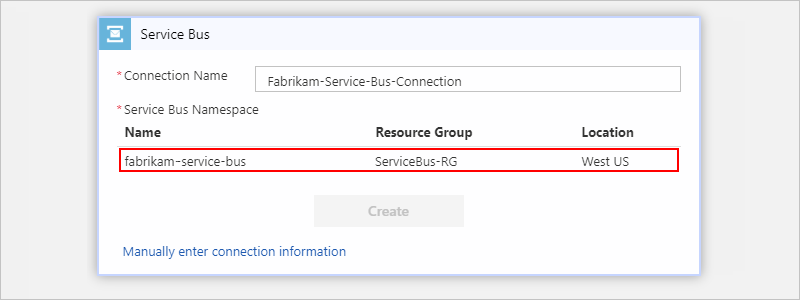 Service Bus
*Connection Name Fabrikam-Service-Bus-Connection
*Service Bus Namespace
Name Resource Group Location
fabrikam-service-bus ServiceBus-RG West US
Create
Manually enter connection information